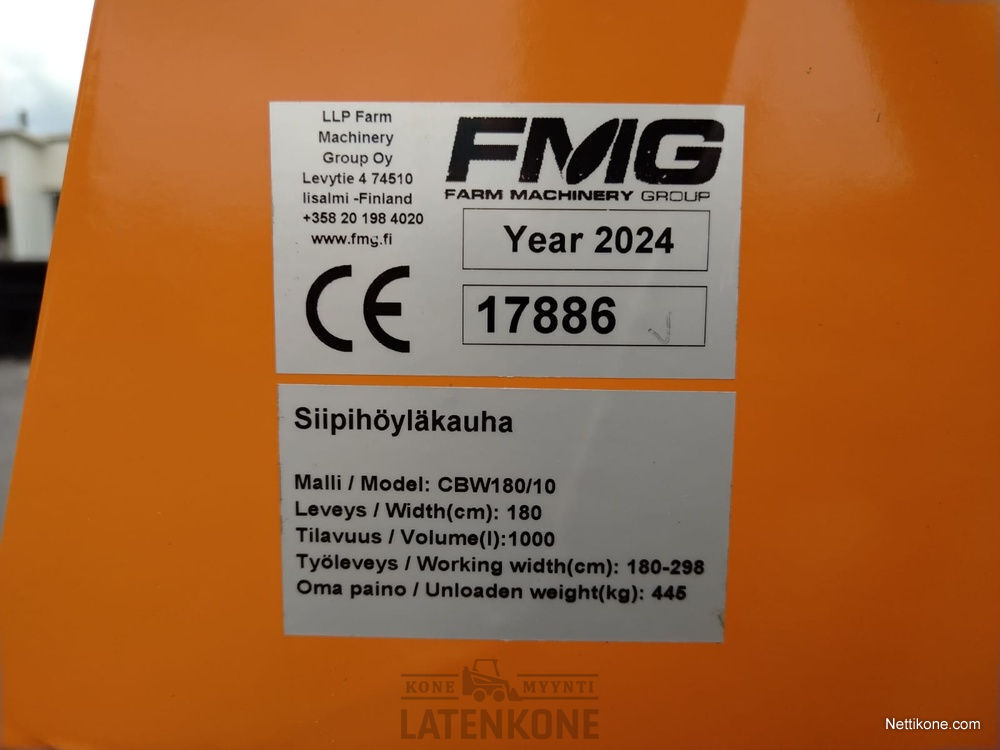 LLP Farm
Machinery
Group Oy
Levytie 4 74510
Iisalmi -Finland
+358 20 198 4020
www.fmg.fi
CE
FMG
FARM MACHINERY GROUP
Year 2024
17886
Siipihöyläkauha
Malli / Model: CBW180/10
Leveys / Width(cm): 180
Tilavuus / Volume(l):1000
Työleveys / Working width(cm): 180-298
Oma paino / Unloaden weight(kg): 445
KONE MYYNTI
LATENKONE
Nettikone.com